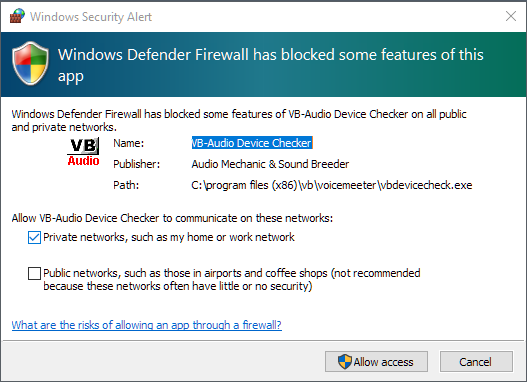 Windows Security Alert
Windows Defender Firewall has blocked some features of this
app
Windows Defender Firewall has blocked some features of VB-Audio Device Checker on all public
and private networks.
VB
Audio
Name: VB-Audio Device Checker
Publisher: Audio Mechanic & Sound Breeder
Path: C:\program files (x86)\vb\voicemeeter\vbdevicecheck.exe
Allow VB-Audio Device Checker to communicate on these networks:
Private networks, such as my home or work network
Public networks, such as those in airports and coffee shops (not recommended
because these networks often have little or no security)
What are the risks of allowing an app through a firewall?
Allow access Cancel